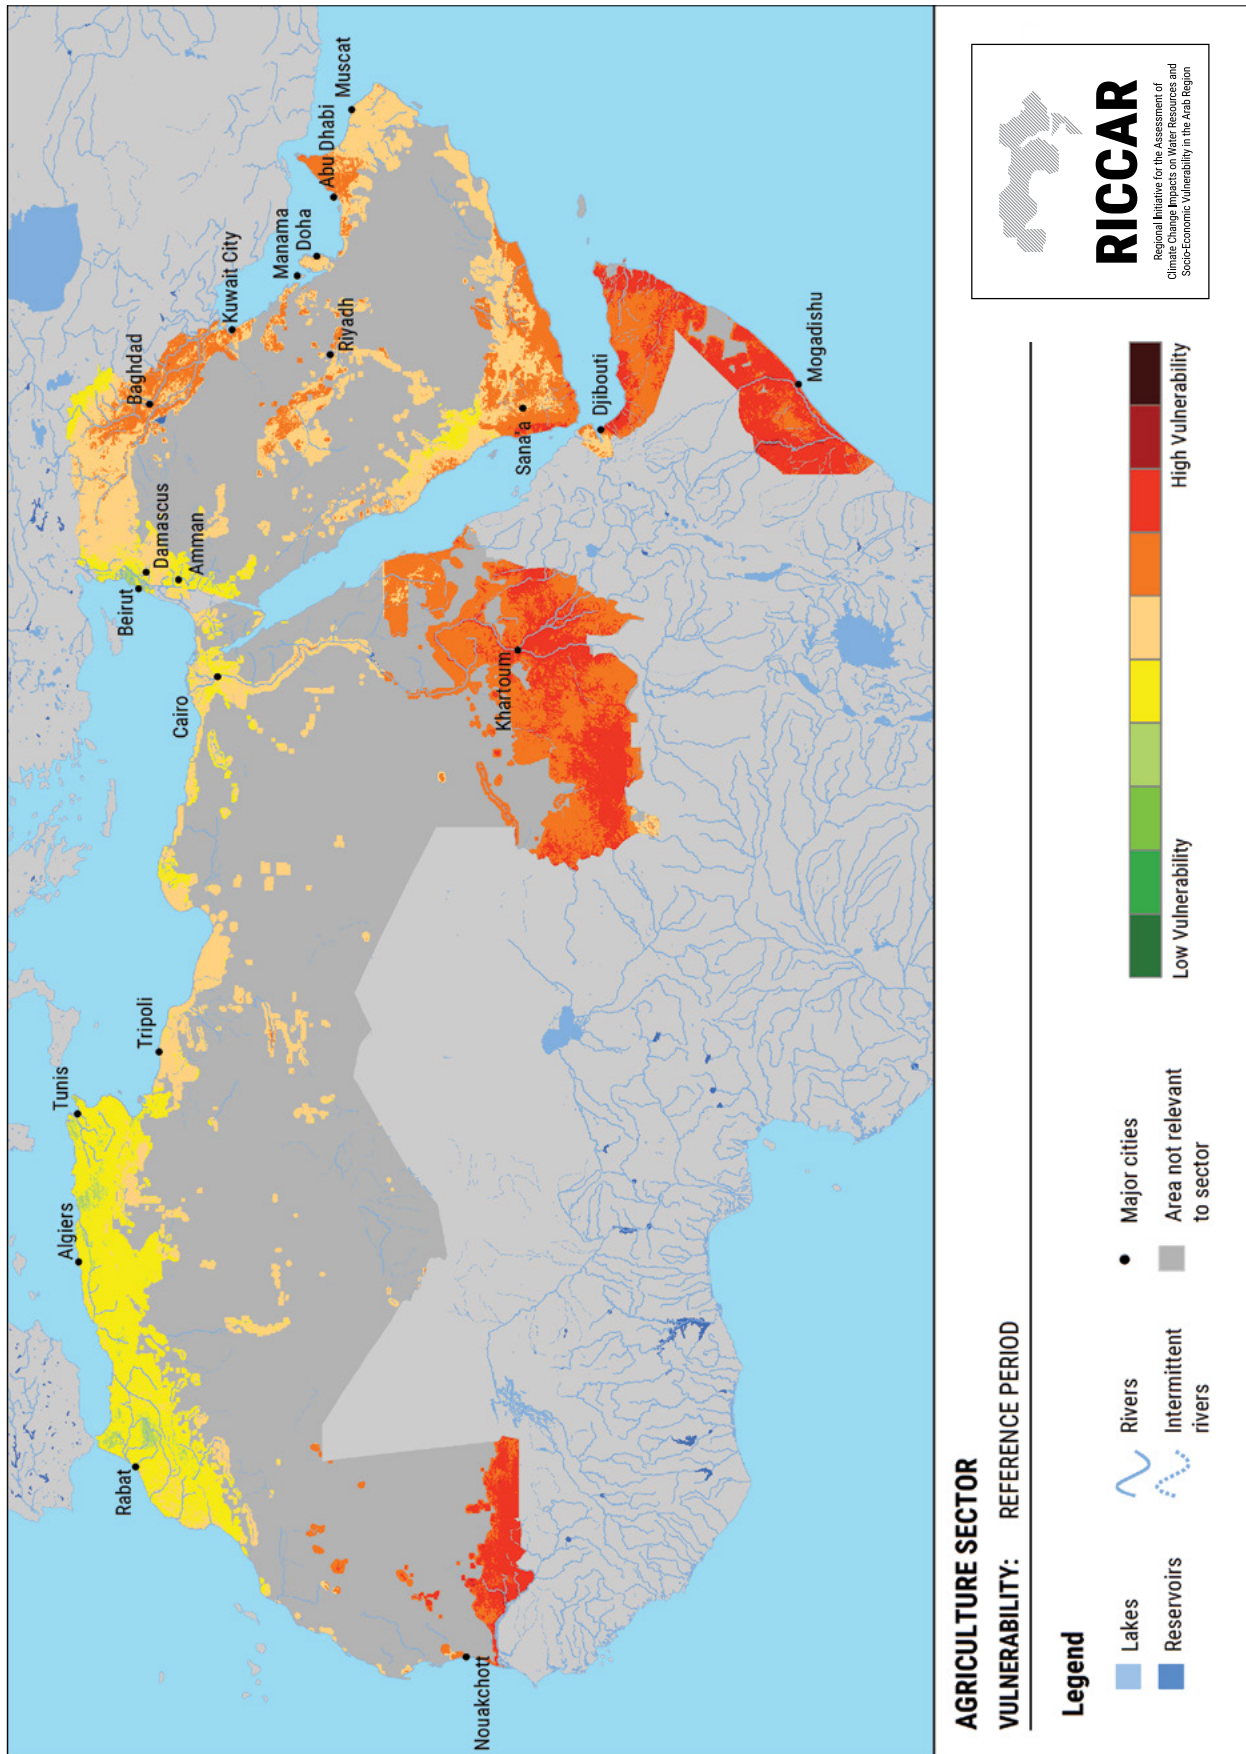 Rabat
Algiers
Tunis
Tripoli
Cairo
Beirut
Damascus
Amman
Baghdad
Kuwait City
Manama
Doha
Abu Dhabi
Muscat
Riyadh
Sana'a
Djibouti
Mogadishu
Khartoum
Nouakchott
AGRICULTURE SECTOR
VULNERABILITY: REFERENCE PERIOD
Legend
Lakes
Reservoirs
Rivers
Intermittent
rivers
Major cities
Area not relevant
to sector
Low Vulnerability
High Vulnerability
RICCAR
Regional Initiative for the Assessment of
Climate Change Impacts on Water Resources and
Socio-Economic Vulnerability in the Arab Region